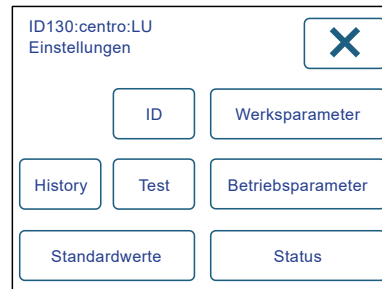 ID130:centro:LU
Einstellungen
ID
Werksparameter
History
Test
Betriebsparameter
Standardwerte
Status